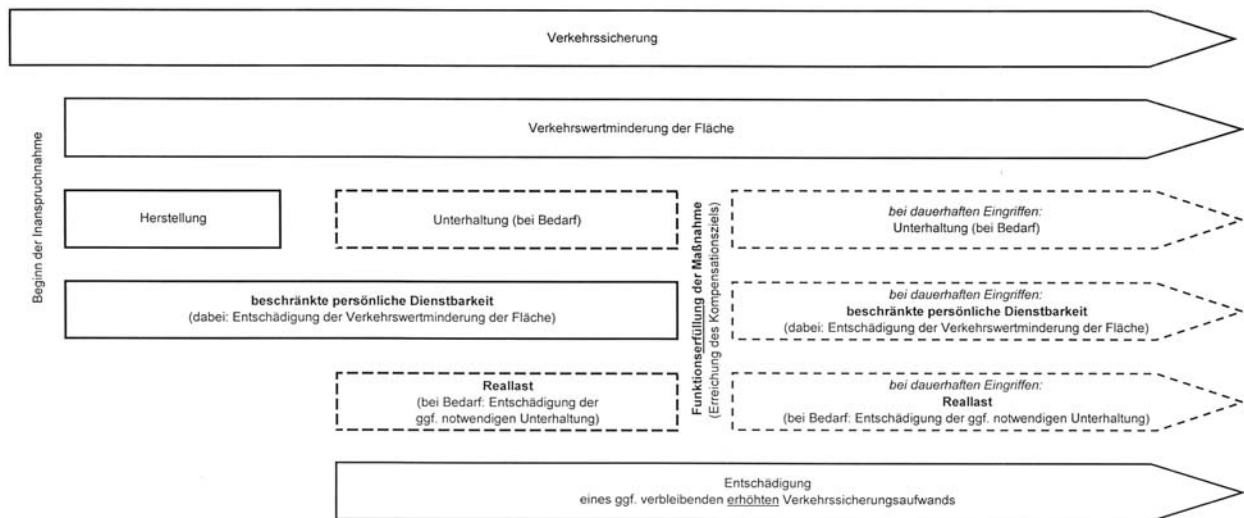 Verkehrssicherung
Verkehrswertminderung der Fläche
Beginn der Inanspruchnahme
Herstellung
Unterhaltung (bei Bedarf)
Funktionserfüllung der Maßnahme
(Erreichung des Kompensationsziels)
bei dauerhaften Eingriffen:
Unterhaltung (bei Bedarf)
beschränkte persönliche Dienstbarkeit
(dabei: Entschädigung der Verkehrswertminderung der Fläche)
bei dauerhaften Eingriffen:
beschränkte persönliche Dienstbarkeit
(dabei: Entschädigung der Verkehrswertminderung der Fläche)
Reallast
(bei Bedarf: Entschädigung der
ggf. notwendigen Unterhaltung)
bei dauerhaften Eingriffen:
Reallast
(bei Bedarf: Entschädigung der ggf. notwendigen Unterhaltung)
Entschädigung
eines ggf. verbleibenden erhöhten Verkehrssicherungsaufwands